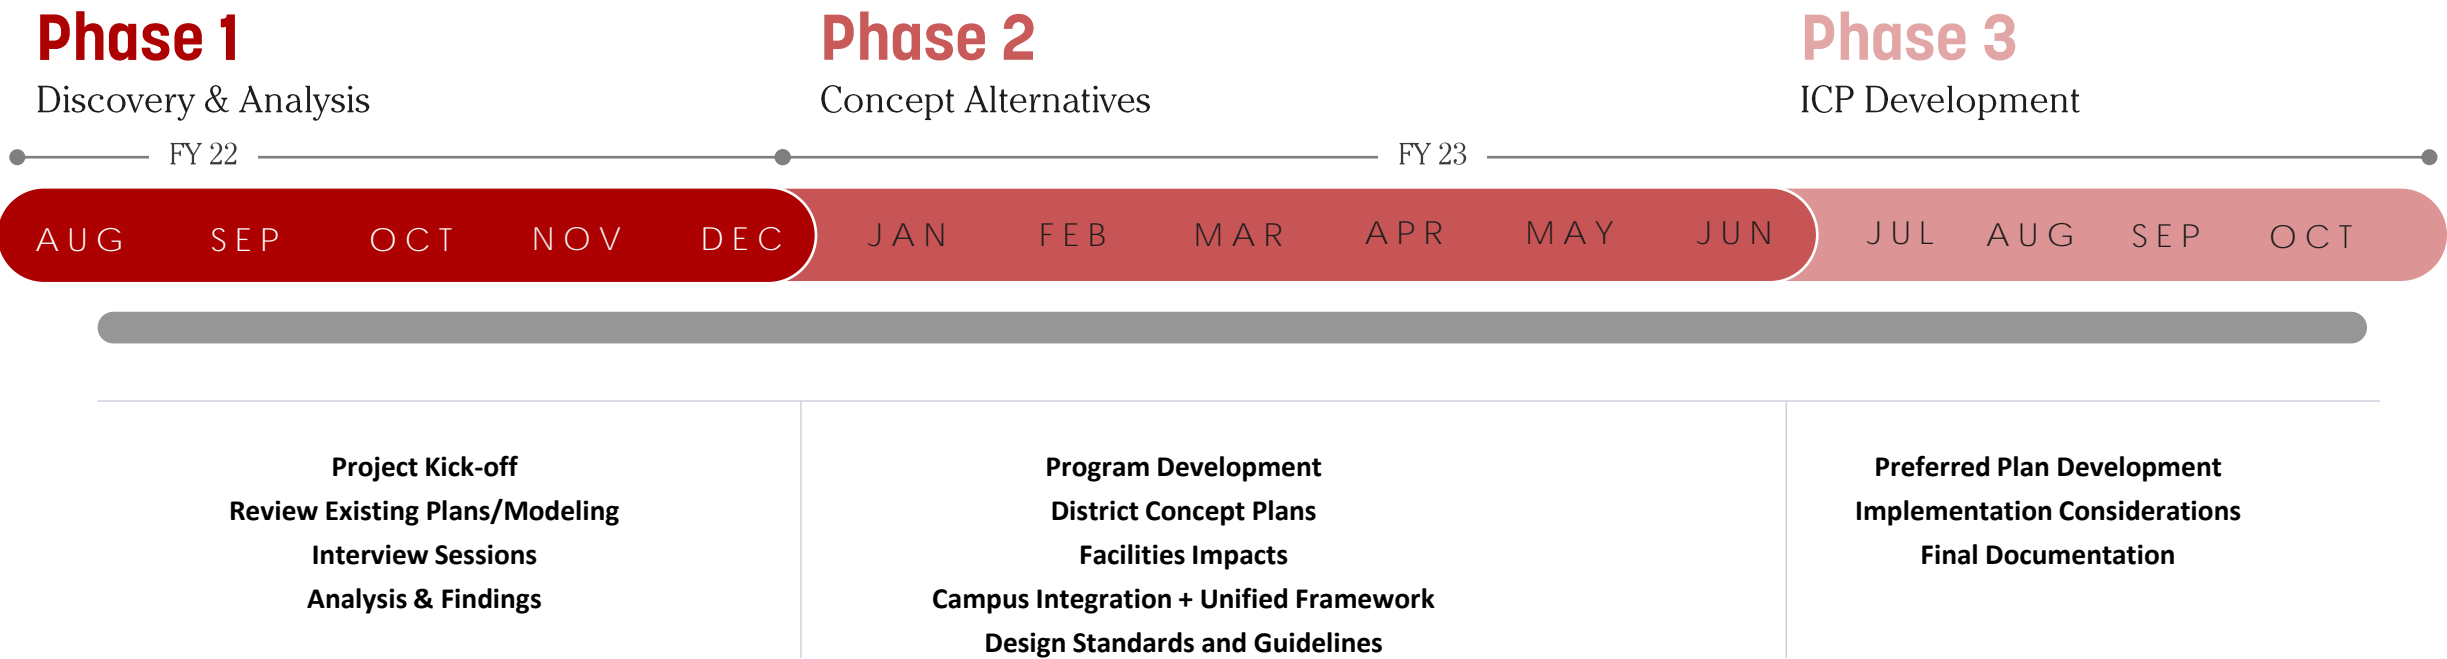 Phase 1
Discovery & Analysis
Phase 2
Concept Alternatives
Phase 3
ICP Development
FY 22
FY 23
AUG SEP OCT NOV DEC JAN FEB MAR APR MAY JUN JUL AUG SEP OCT
Project Kick-off
Review Existing Plans/Modeling
Interview Sessions
Analysis & Findings
Program Development
District Concept Plans
Facilities Impacts
Campus Integration + Unified Framework
Design Standards and Guidelines
Preferred Plan Development
Implementation Considerations
Final Documentation